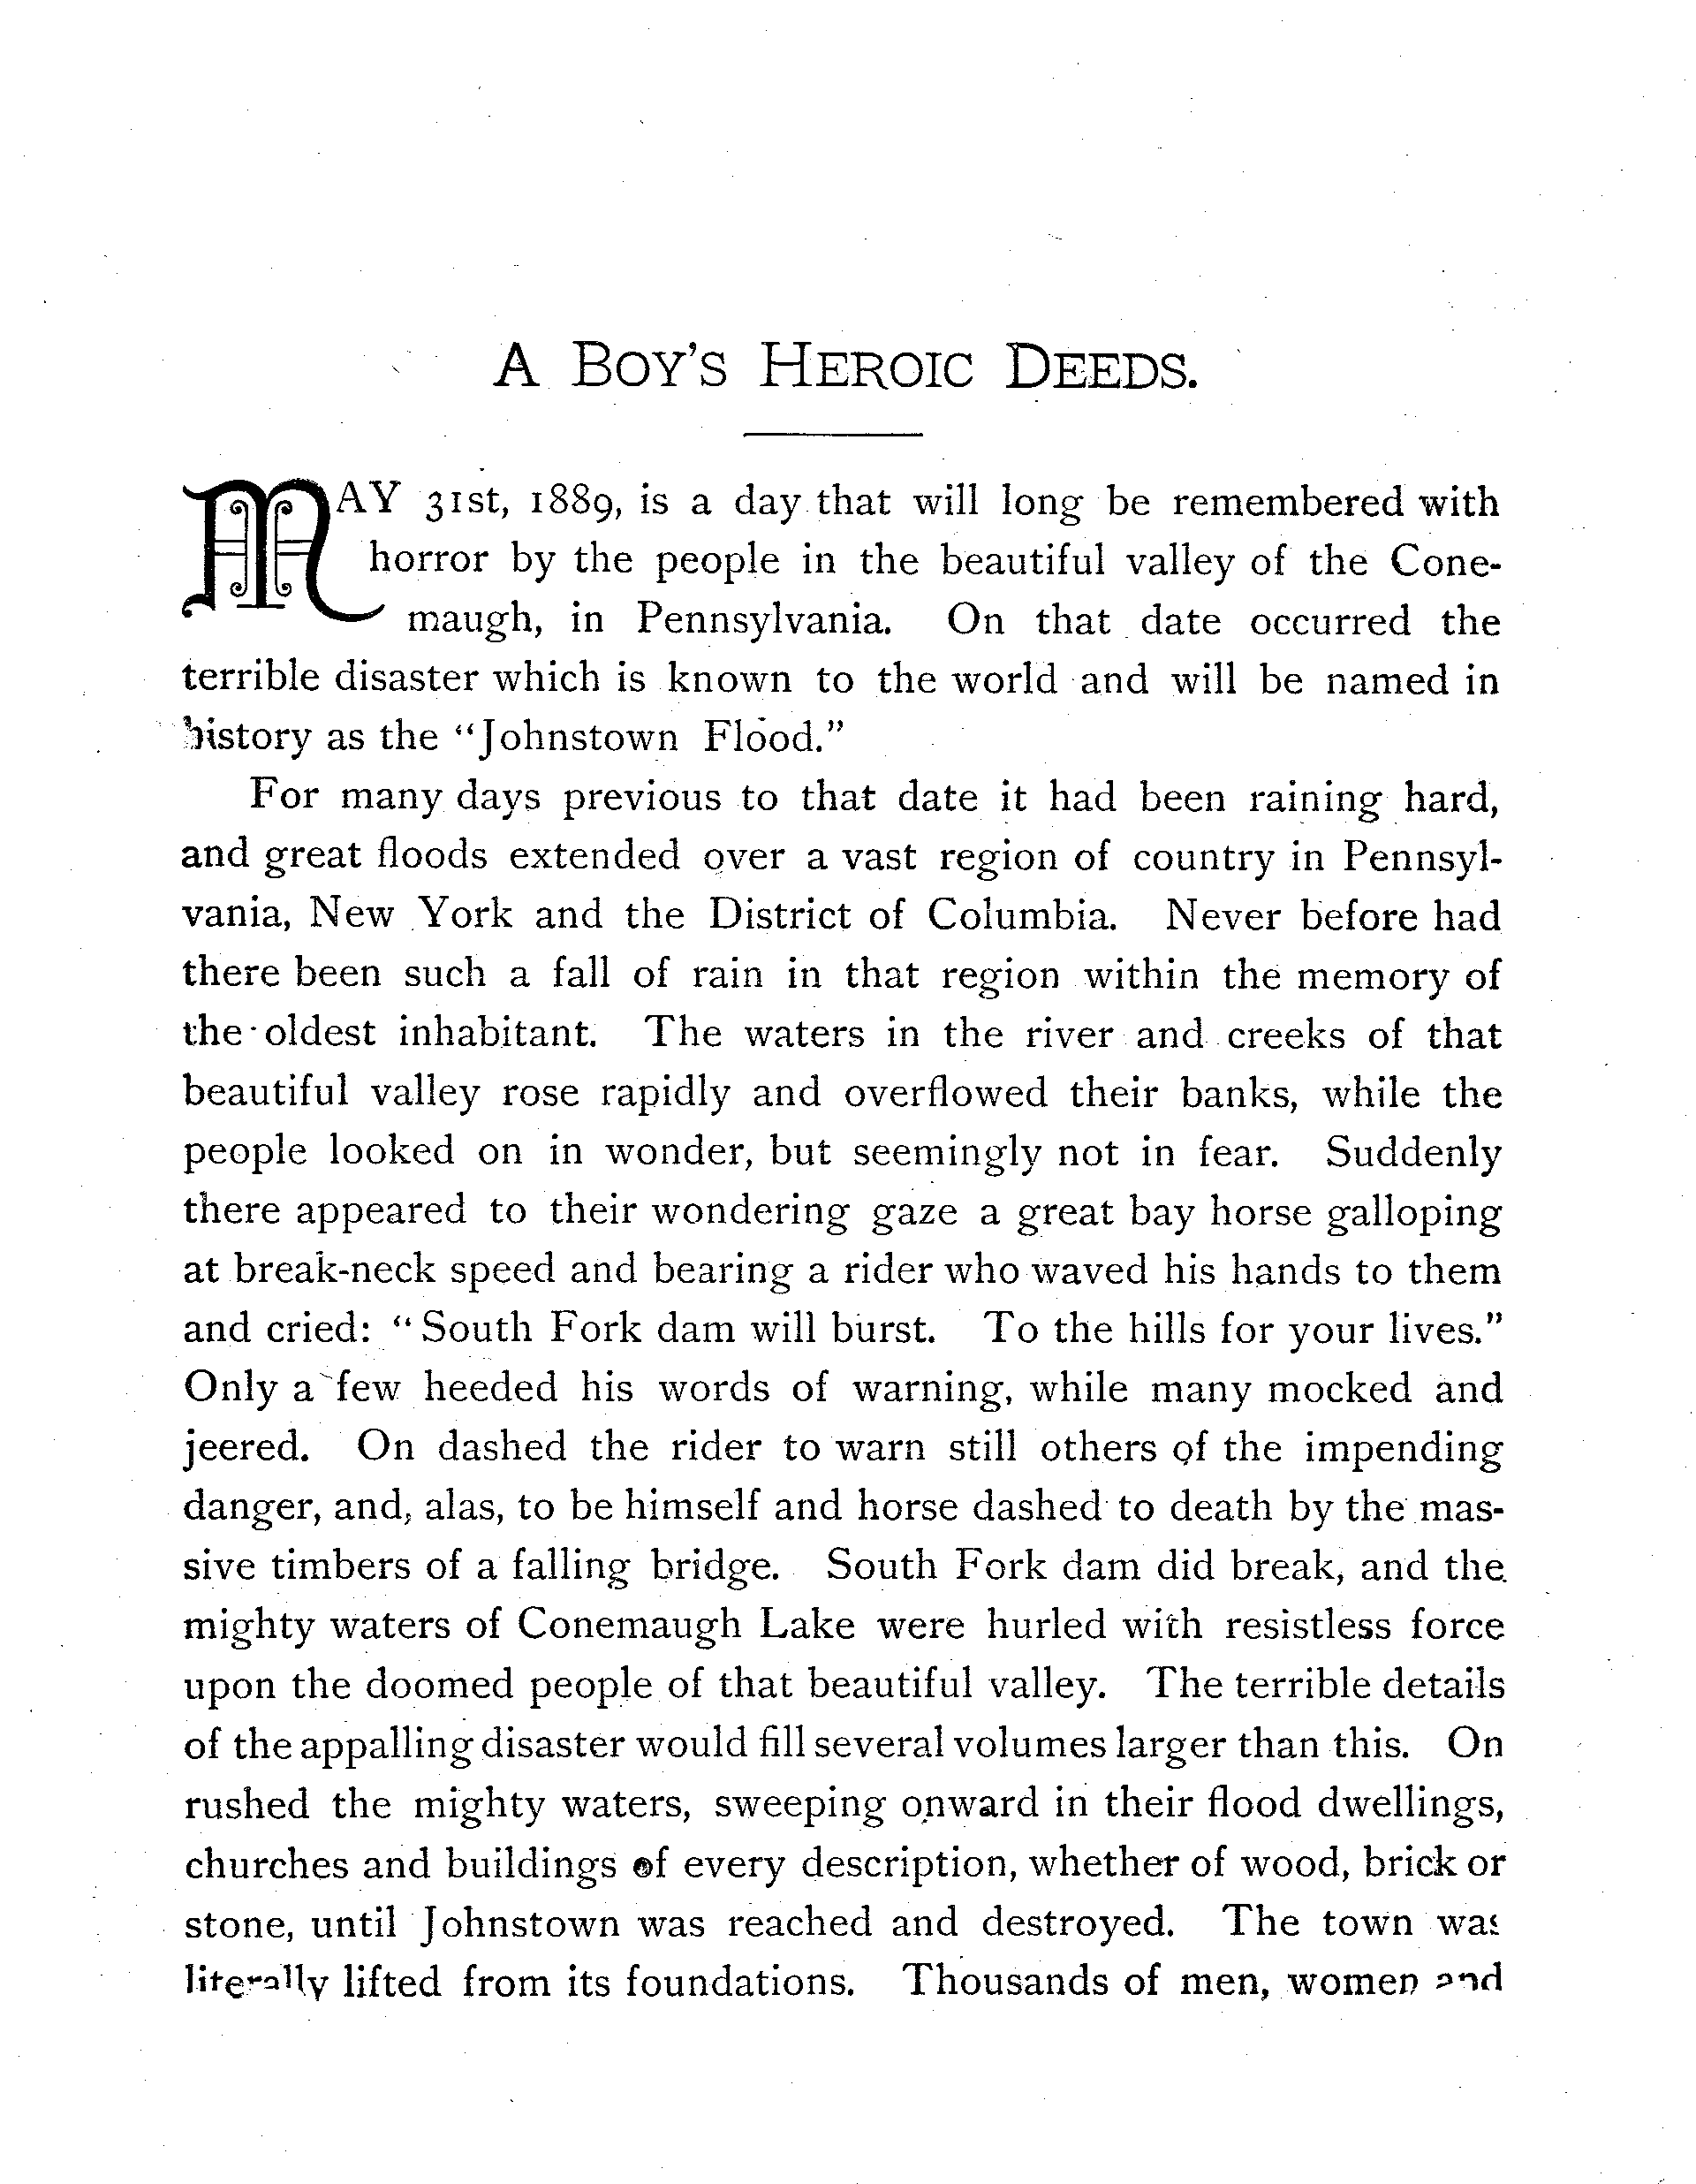 A BOY'S HEROIC DEEDS.
MAY 31st, 1889, is a day that will long be remembered with
horror by the people in the beautiful valley of the Cone-
maugh, in Pennsylvania. On that date occurred the
terrible disaster which is known to the world and will be named in
history as the "Johnstown Flood."
For many days previous to that date it had been raining hard,
and great floods extended over a vast region of country in Pennsyl-
vania, New York and the District of Columbia. Never before had
there been such a fall of rain in that region within the memory of
the oldest inhabitant. The waters in the river and creeks of that
beautiful valley rose rapidly and overflowed their banks, while the
people looked on in wonder, but seemingly not in fear. Suddenly
there appeared to their wondering gaze a great bay horse galloping
at break-neck speed and bearing a rider who waved his hands to them
and cried: "South Fork dam will burst. To the hills for your lives."
Only a few heeded his words of warning, while many mocked and
jeered. On dashed the rider to warn still others of the impending
danger, and, alas, to be himself and horse dashed to death by the mas-
sive timbers of a falling bridge. South Fork dam did break, and the
mighty waters of Conemaugh Lake were hurled with resistless force
upon the doomed people of that beautiful valley. The terrible details
of the appalling disaster would fill several volumes larger than this. On
rushed the mighty waters, sweeping onward in their flood dwellings,
churches and buildings of every description, whether of wood, brick or
stone, until Johnstown was reached and destroyed. The town was
literally lifted from its foundations. Thousands of men, women and